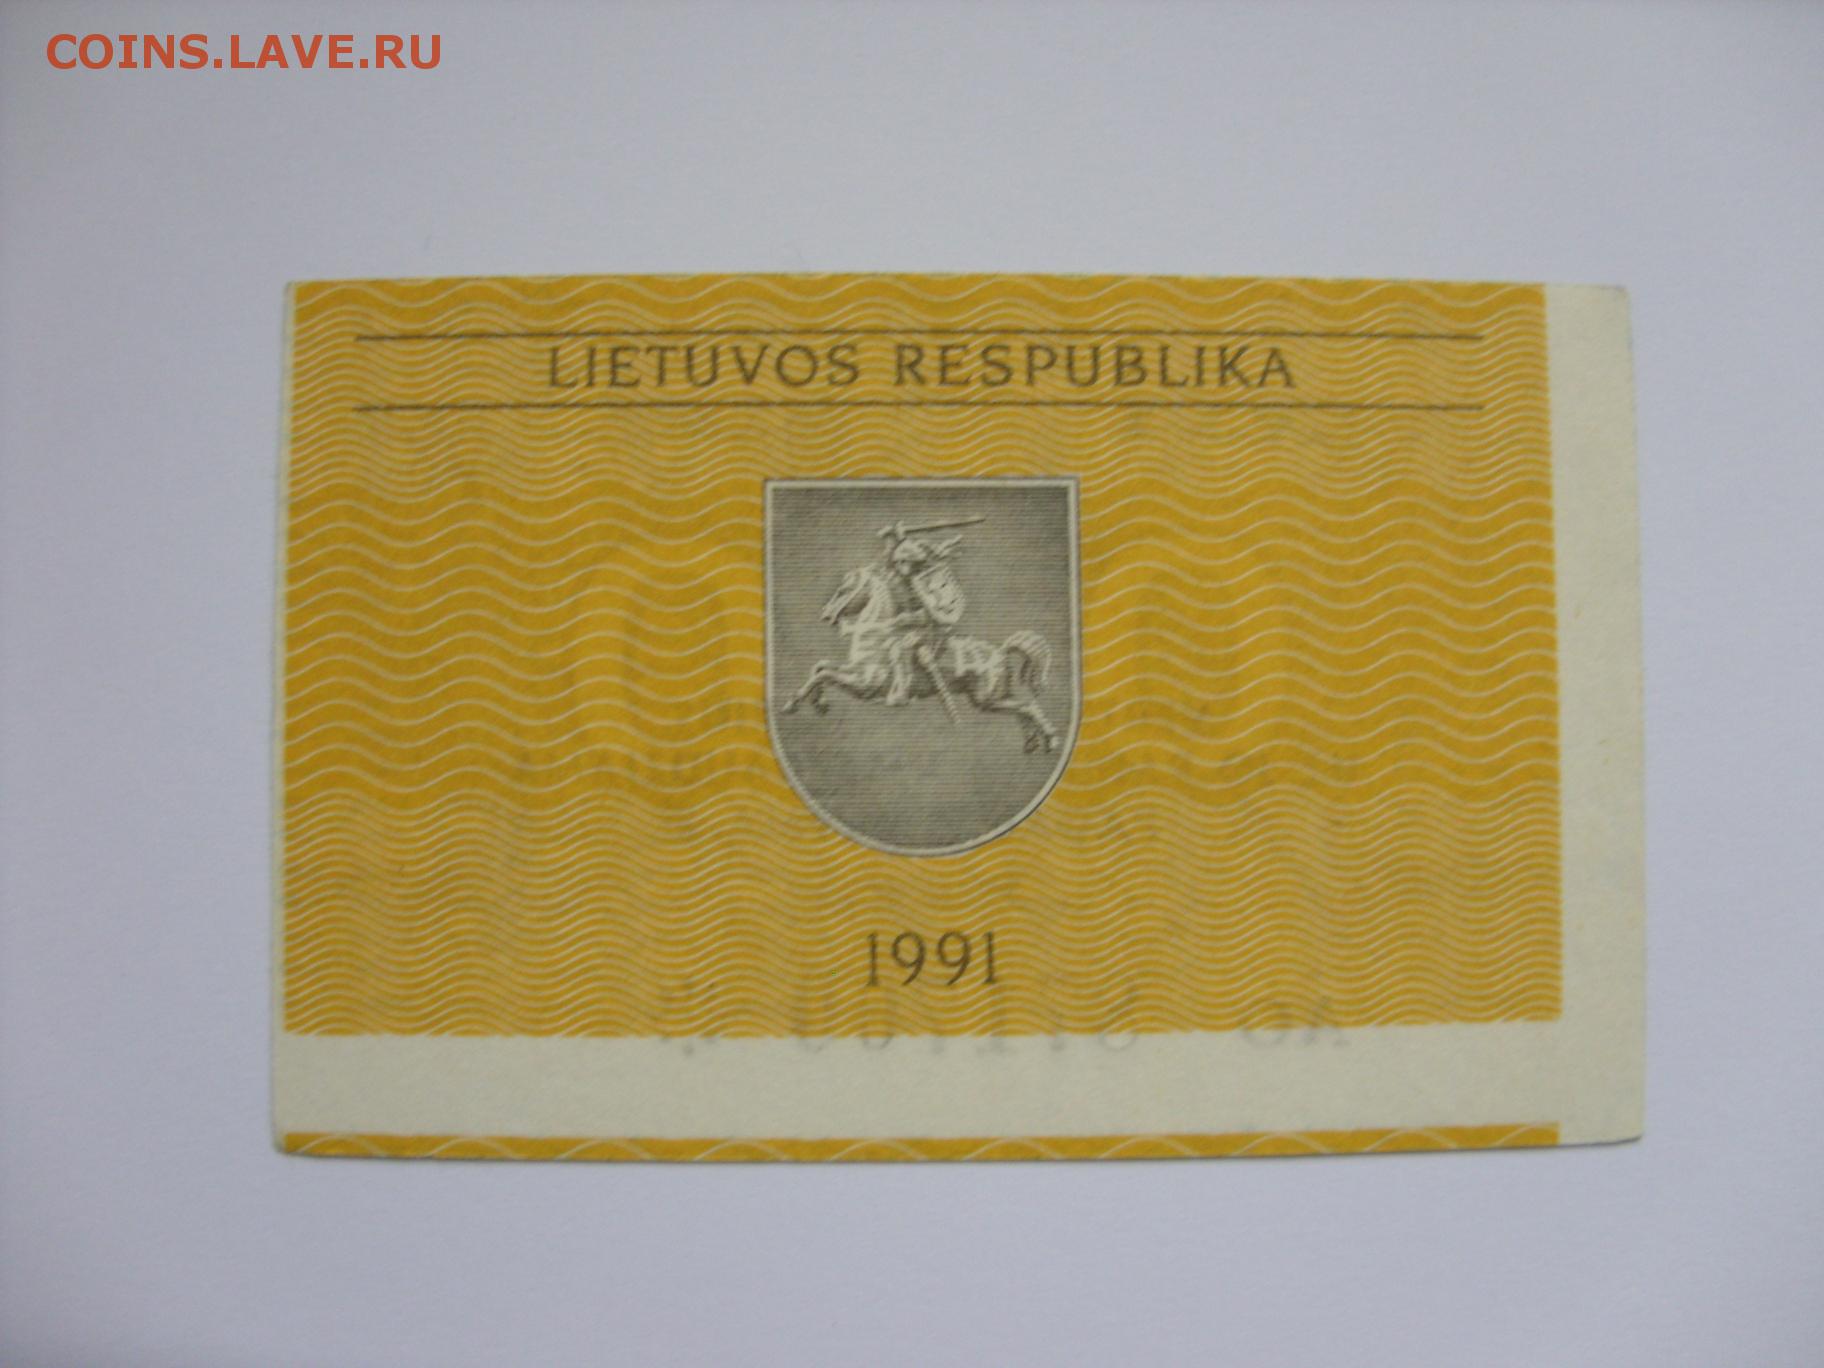 COINS.LAVE.RU
LIETUVOS RESPUBLIKA
1991